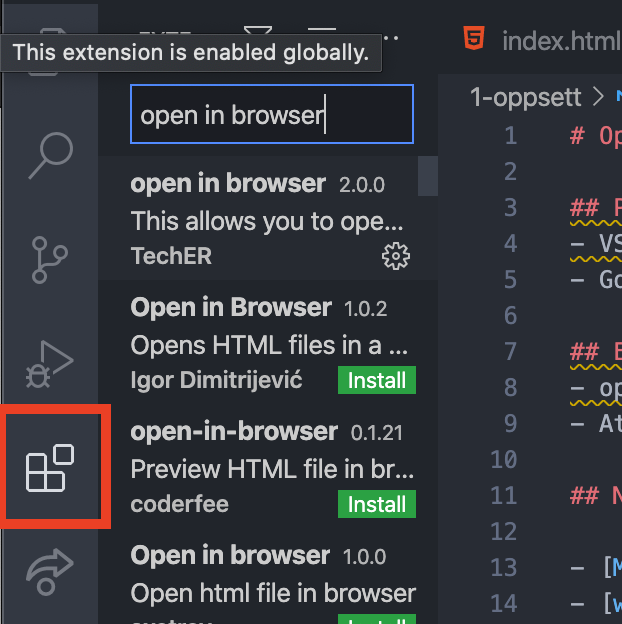 This extension is enabled globally.
index.html
open in browser
1-oppsett >
open in browser 2.0.0
This allows you to ope...
TechER
Open in Browser 1.0.2
Opens HTML files in a ...
Igor Dimitrijević Install
open-in-browser 0.1.21
Preview HTML file in br...
coderfee Install
Open in browser 1.0.0
Open html file in browser
Install
1 # Op
2
3 ##
4 - VS
5 - Go
6
7 ##
8 - op
9 - At
10
11 ## N
12
13 - [M
14 - [w